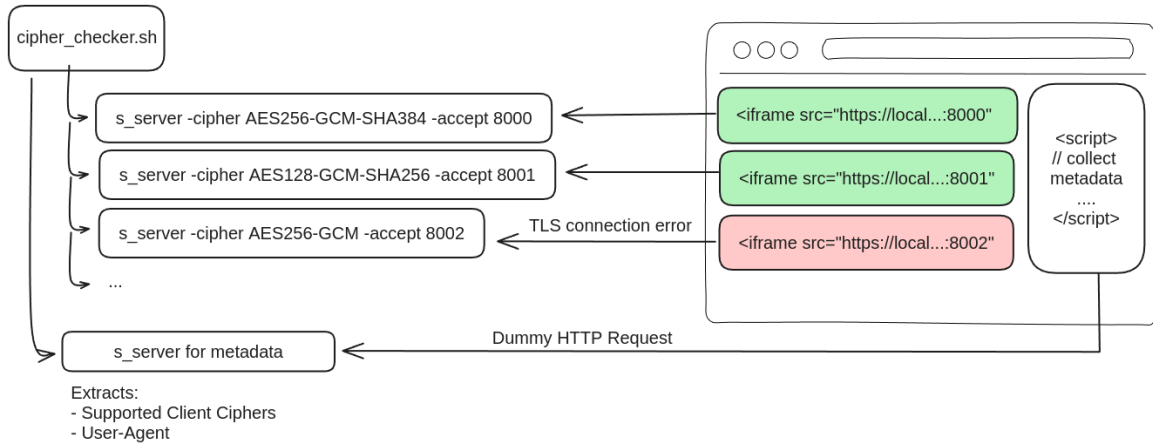 cipher_checker.sh
s_server -cipher AES256-GCM-SHA384 -accept 8000
s_server -cipher AES128-GCM-SHA256 -accept 8001
s_server -cipher AES256-GCM -accept 8002
...
TLS connection error
<iframe src="https://local...:8000"
<iframe src="https://local...:8001"
<iframe src="https://local...:8002"
<script>
// collect
metadata
....
</script>
Dummy HTTP Request
s_server for metadata
Extracts:
- Supported Client Ciphers
- User-Agent